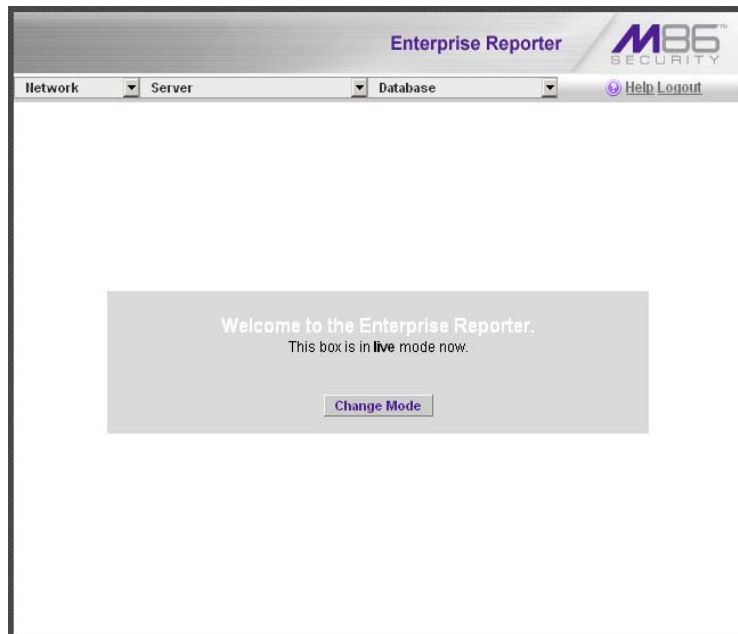 Enterprise Reporter
M86
SECURITY
Network
Server
Database
Help Logout
Welcome to the Enterprise Reporter.
This box is in live mode now.
Change Mode